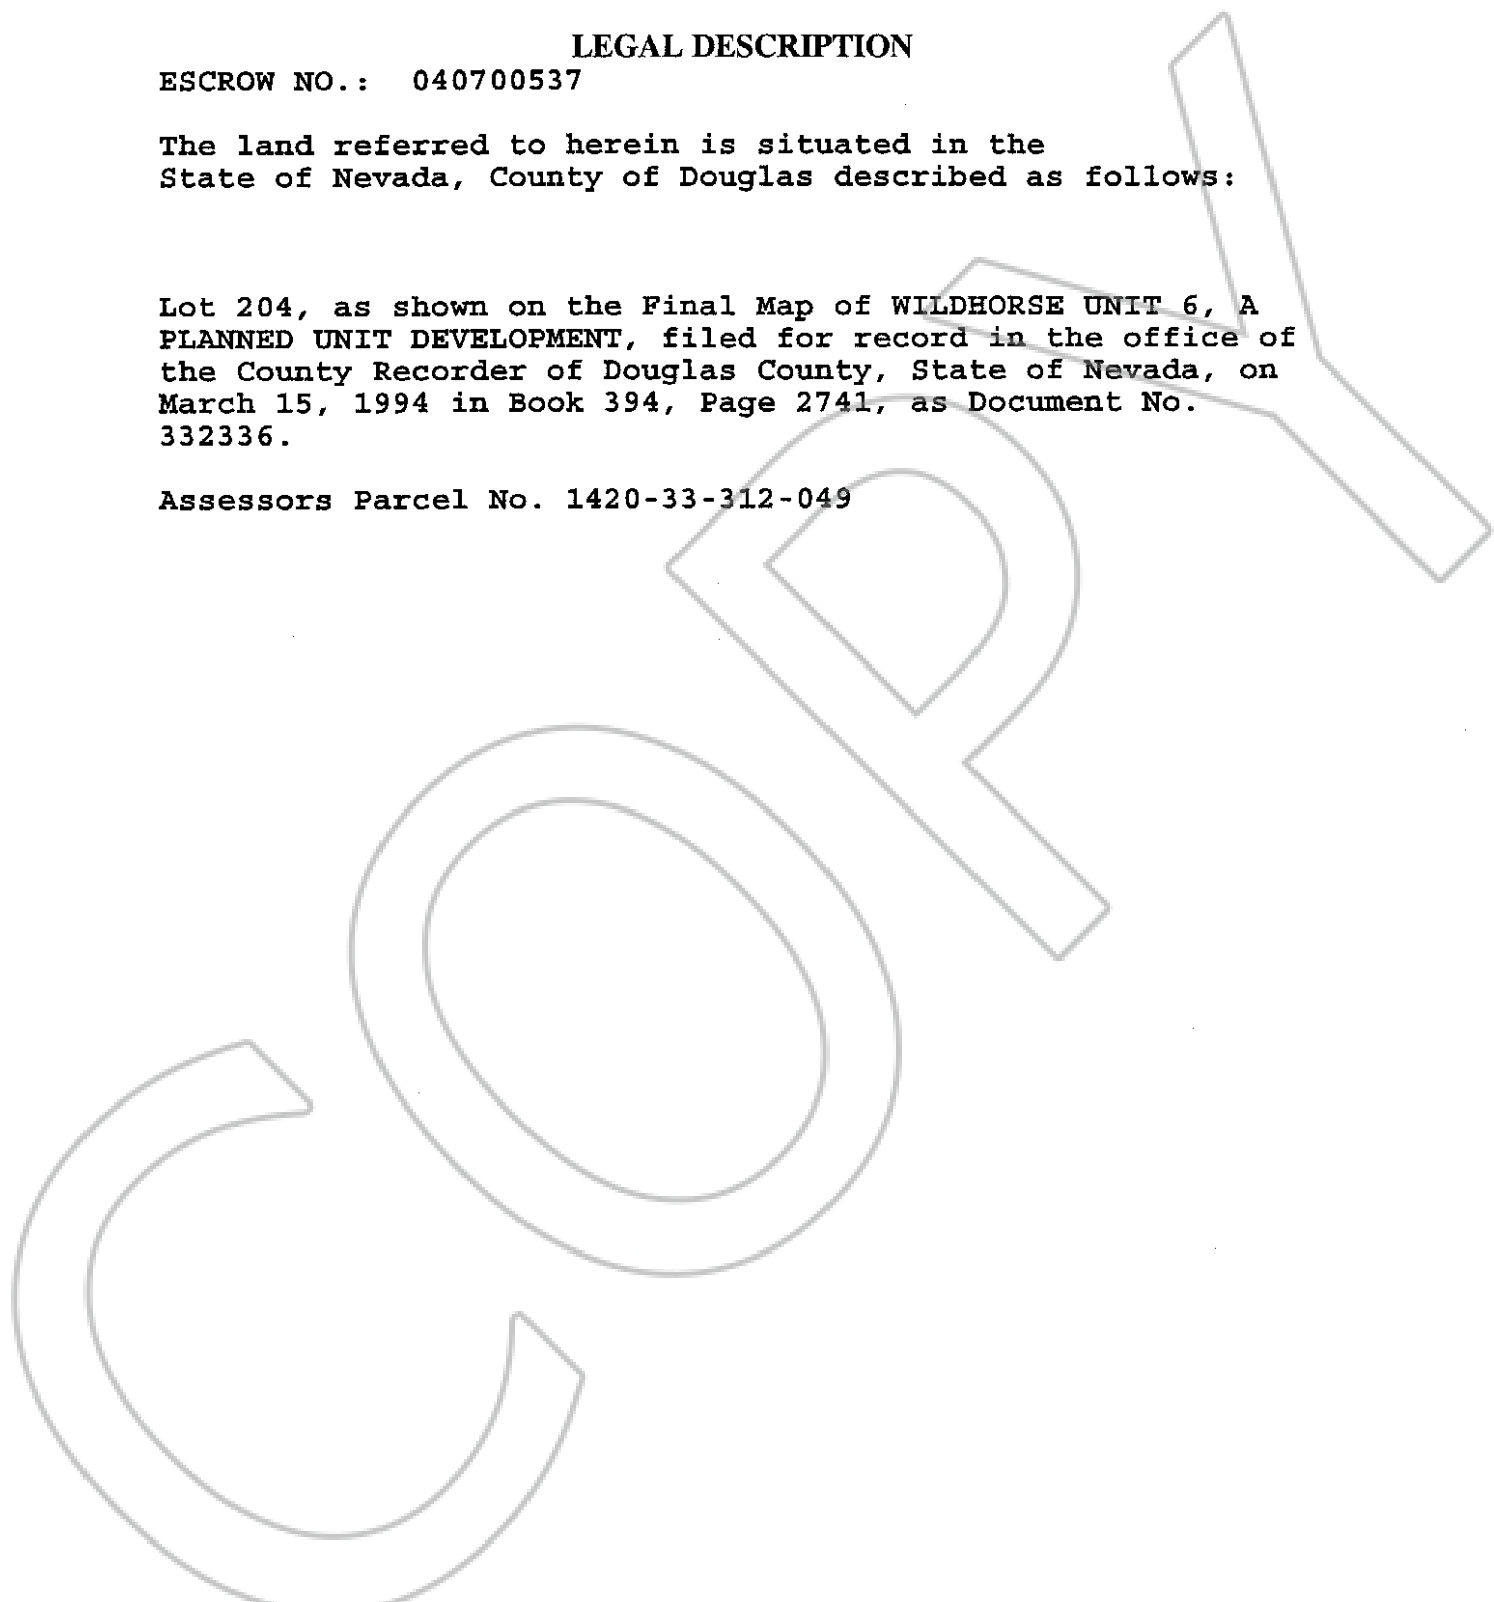 LEGAL DESCRIPTION
ESCROW NO.: 040700537
The land referred to herein is situated in the
State of Nevada, County of Douglas described as follows:
Lot 204, as shown on the Final Map of WILDHORSE UNIT 6, A
PLANNED UNIT DEVELOPMENT, filed for record in the office of
the County Recorder of Douglas County, State of Nevada, on
March 15, 1994 in Book 394, Page 2741, as Document No.
332336.
Assessors Parcel No. 1420-33-312-049
COPY